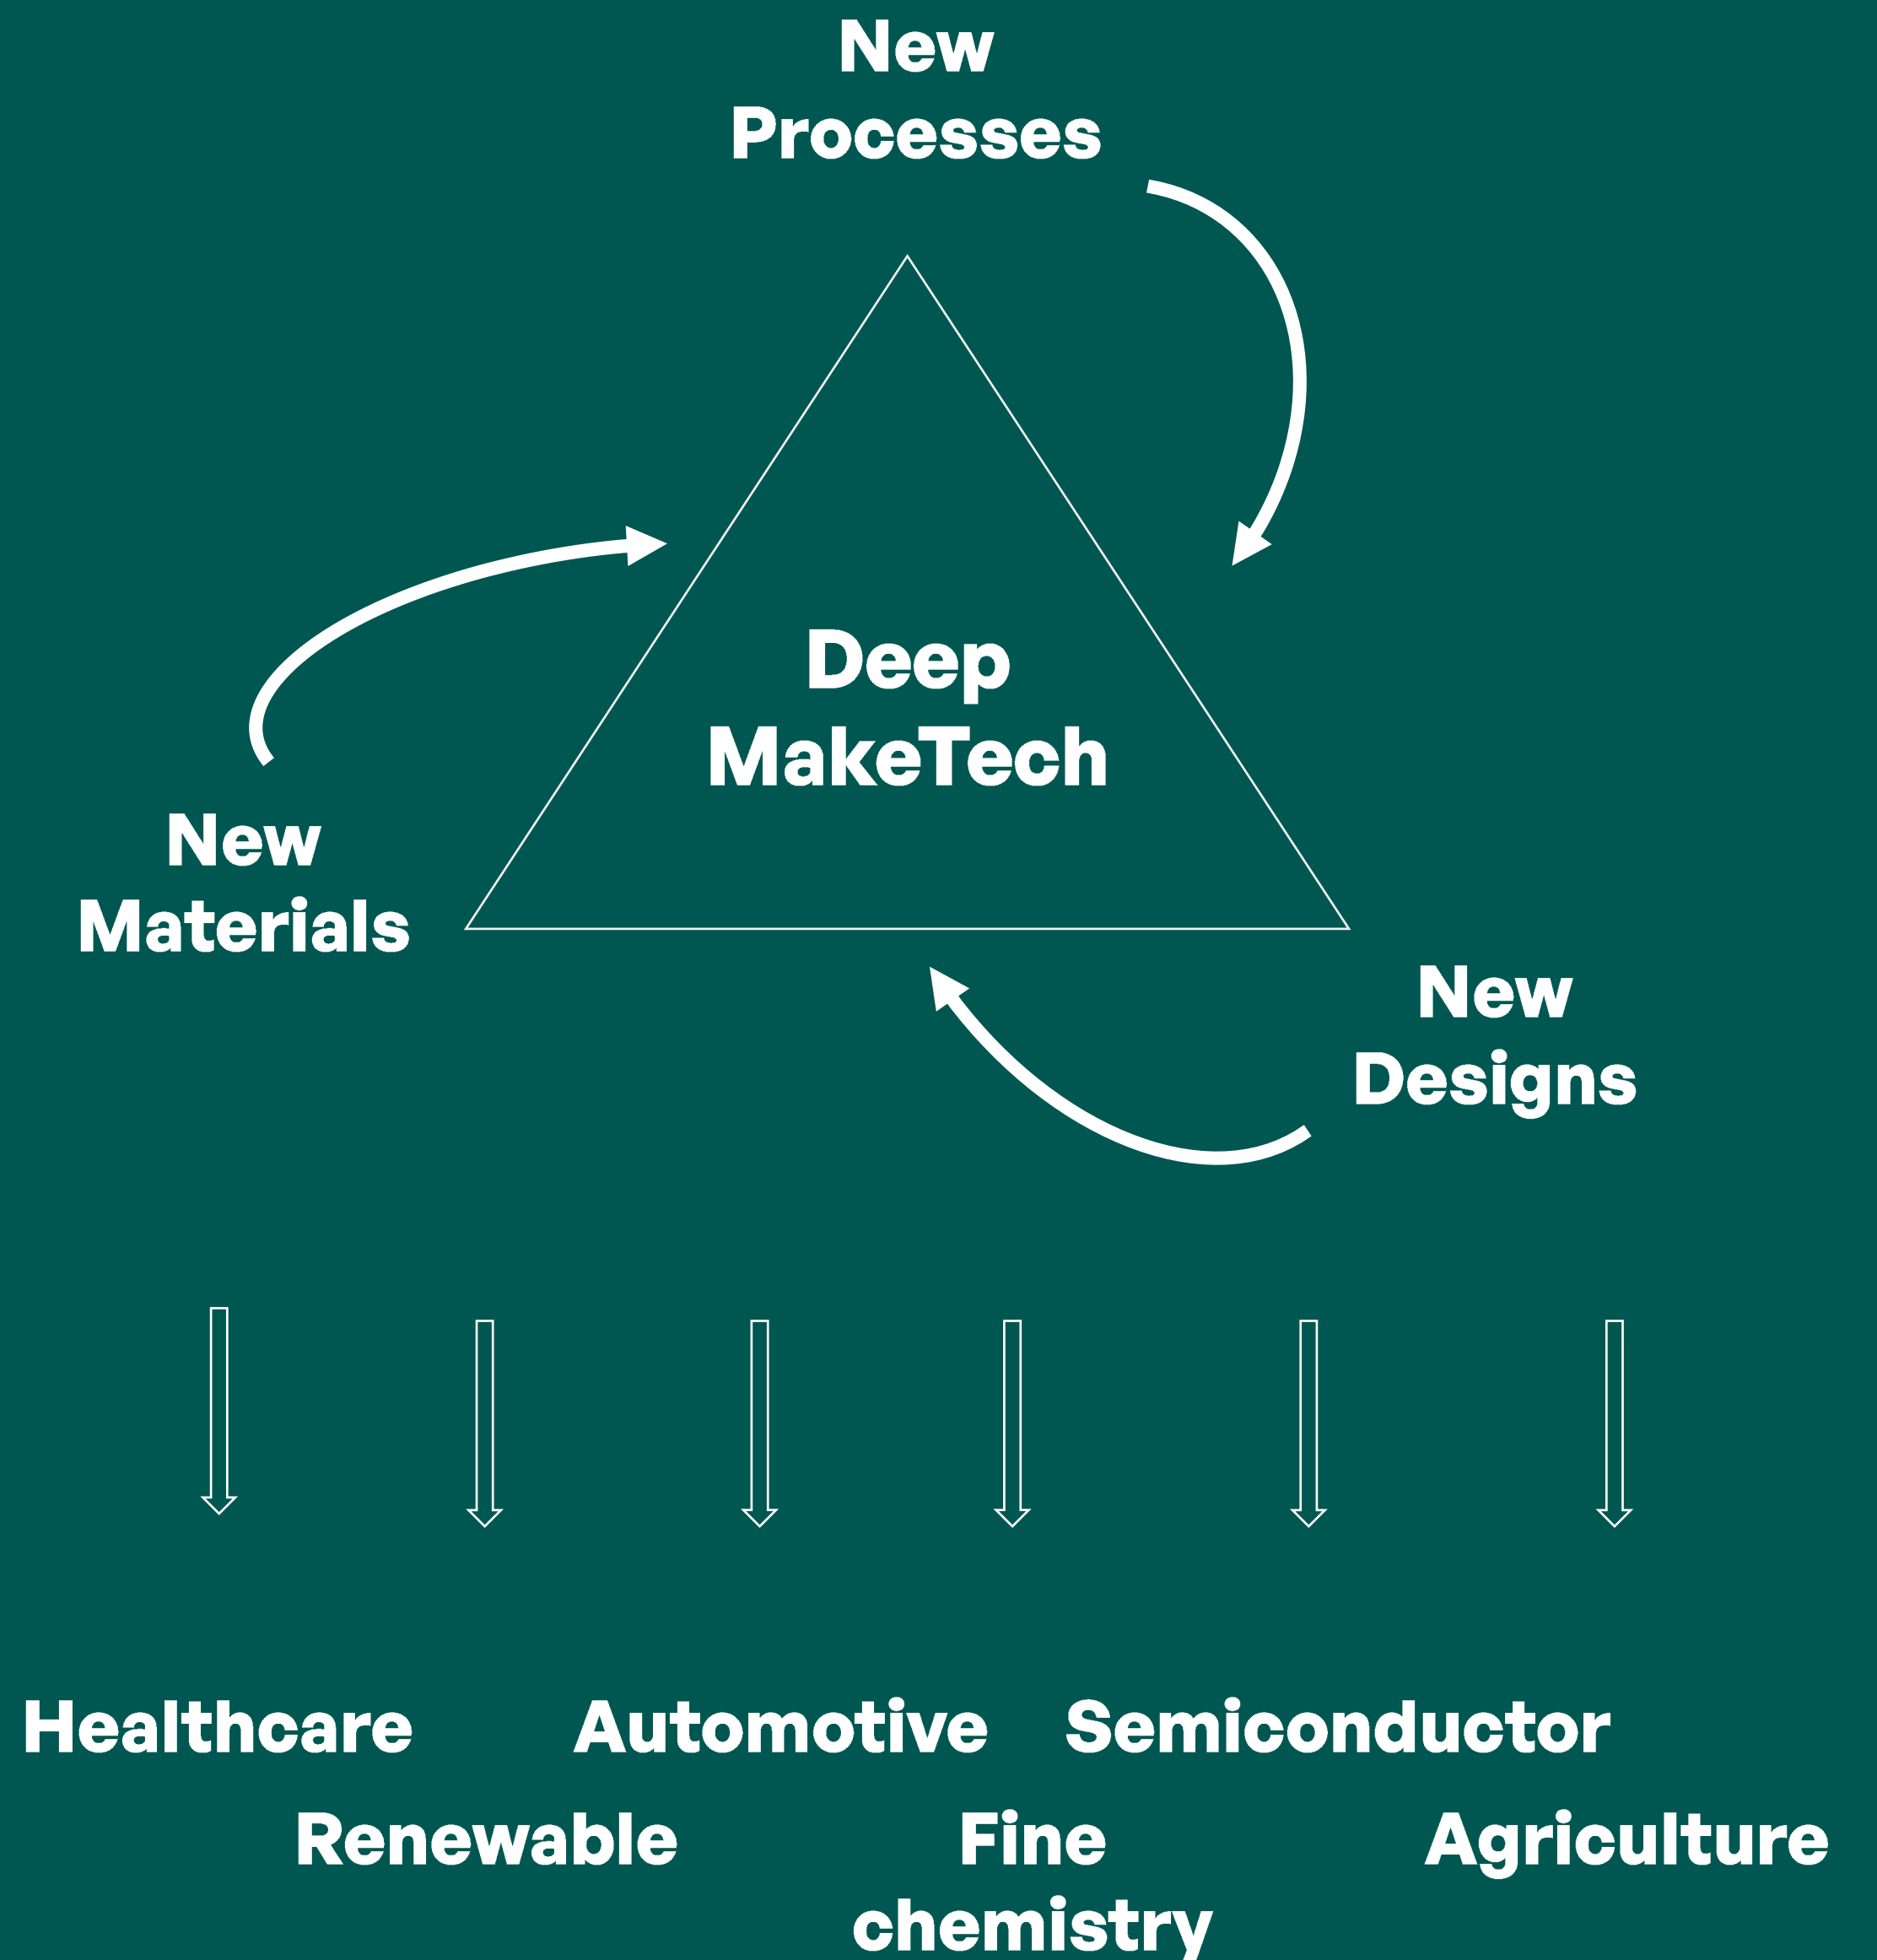 New
Processes
Deep
MakeTech
New
Materials
New
Designs
Healthcare
Automotive
Semiconductor
Renewable
Fine
chemistry
Agriculture